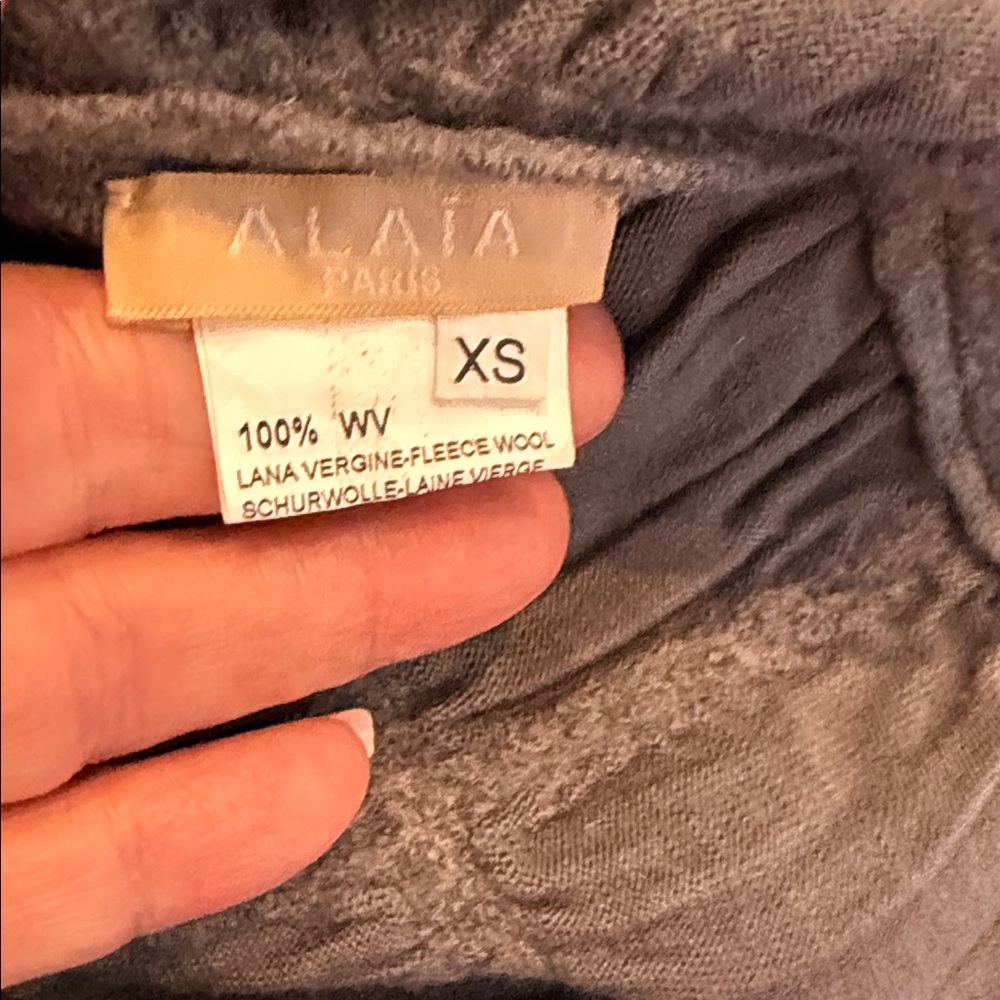 ALAÏA
PARIS
XS
100% WV
LANA VERGINE-FLEECE WOOL
SCHURWOLLE-LAINE VIERGE